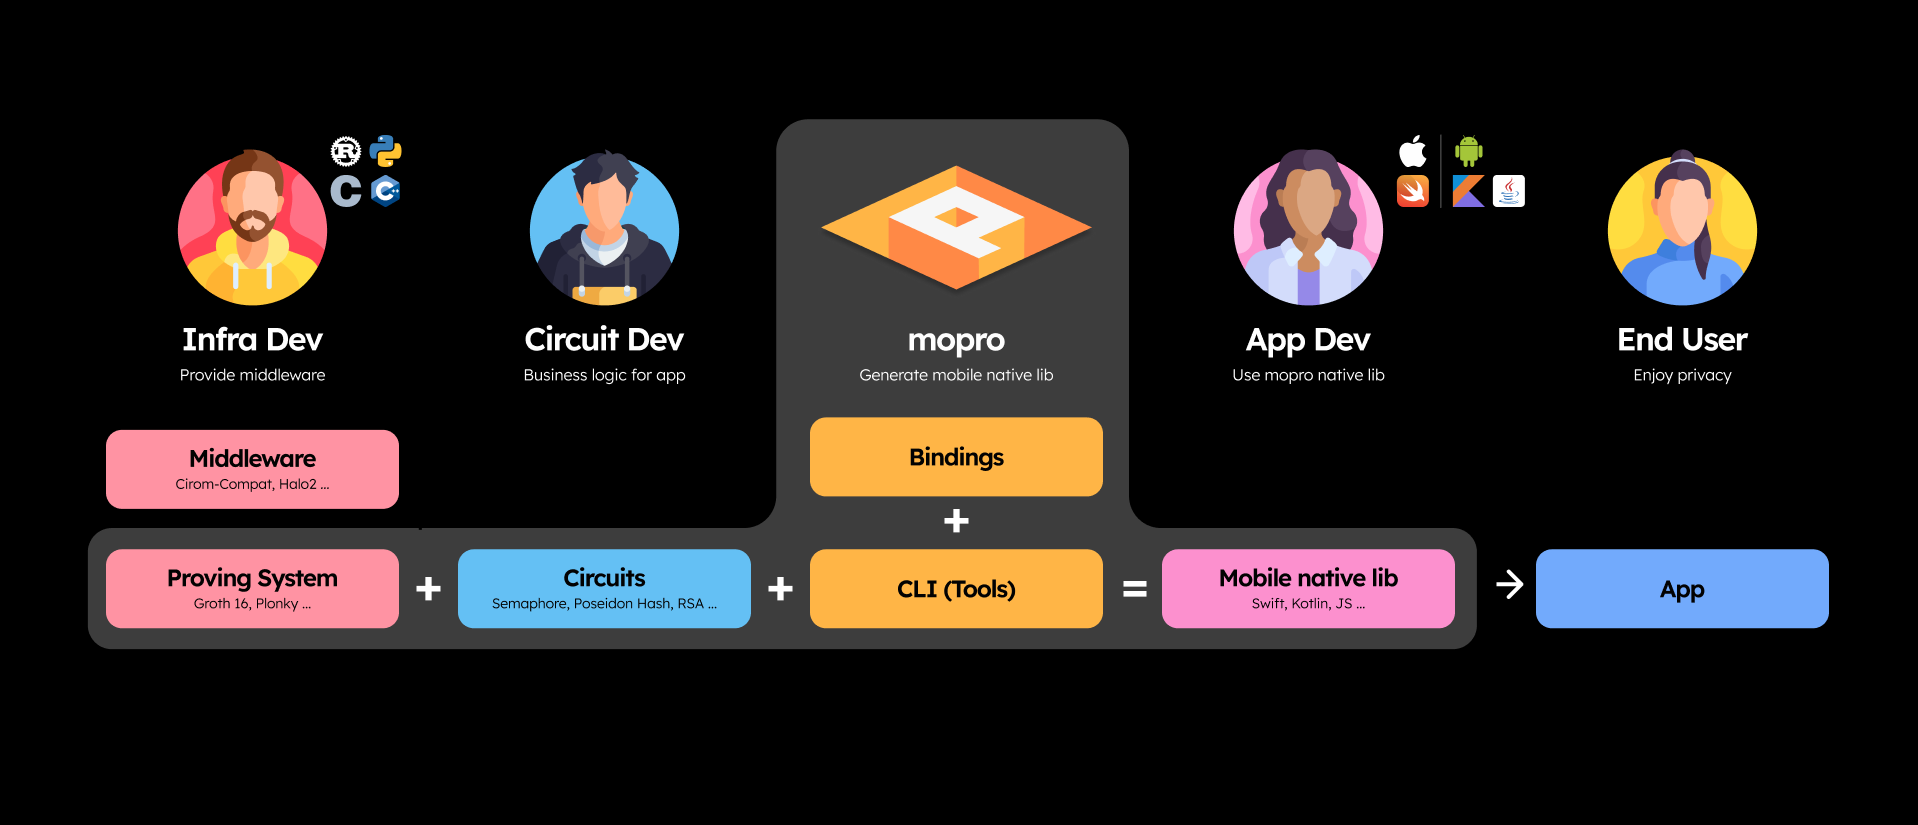 Infra Dev
Provide middleware
Circuit Dev
Business logic for app
mopro
Generate mobile native lib
App Dev
Use mopro native lib
End User
Enjoy privacy
Middleware
Cirom-Compat, Halo2 ...
Bindings
+
Proving System
Groth 16, Plonky ...
+
Circuits
Semaphore, Poseidon Hash, RSA ...
+
CLI (Tools)
=
Mobile native lib
Swift, Kotlin, JS ...
App
R
C
C++